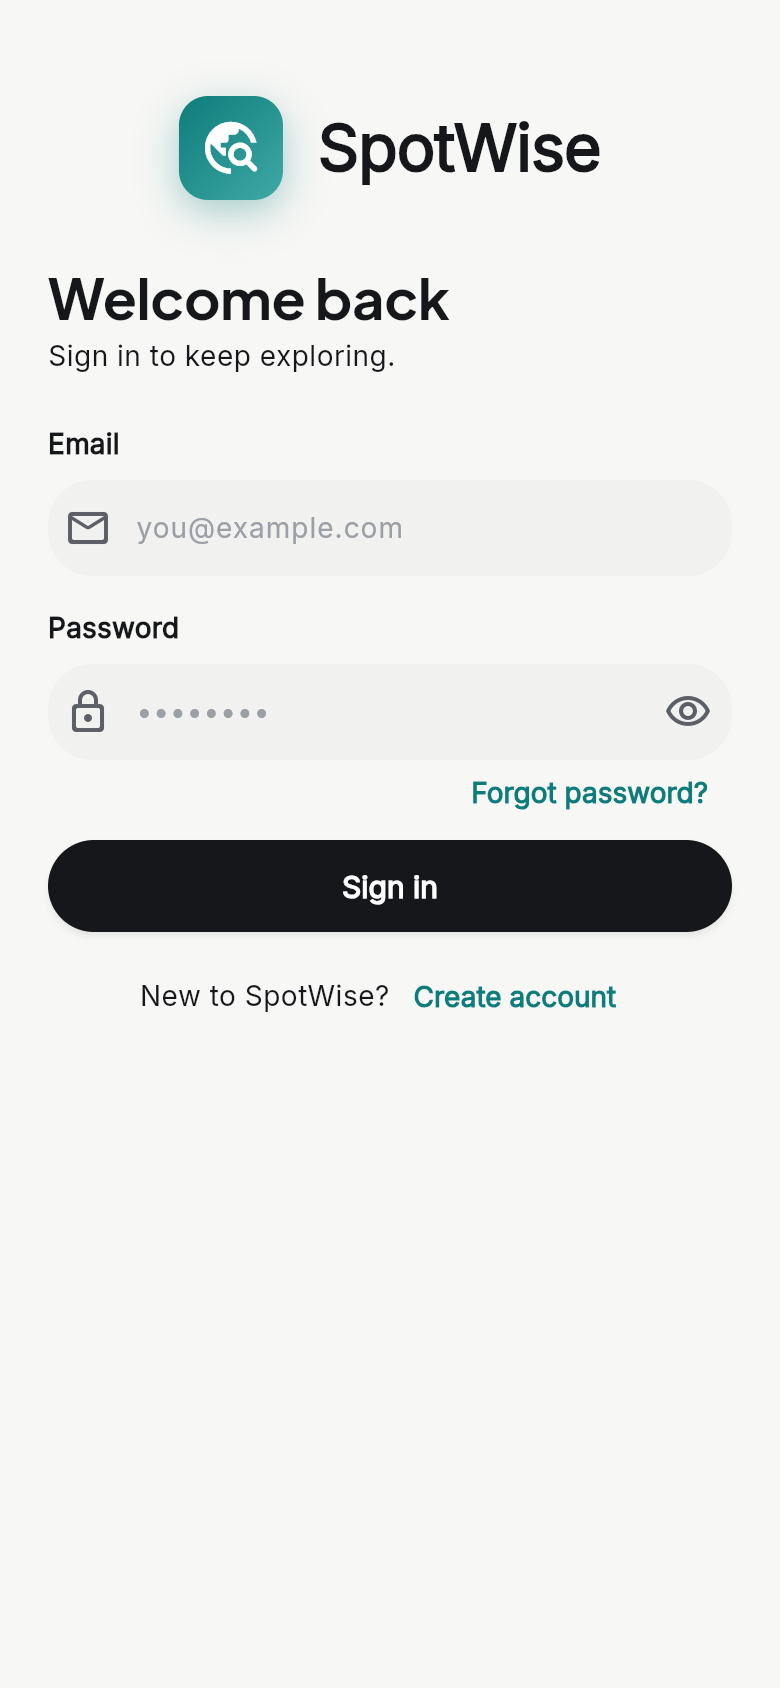 SpotWise
Welcome back
Sign in to keep exploring.
Email
you@example.com
Password
••••••••
Forgot password?
Sign in
New to SpotWise? Create account